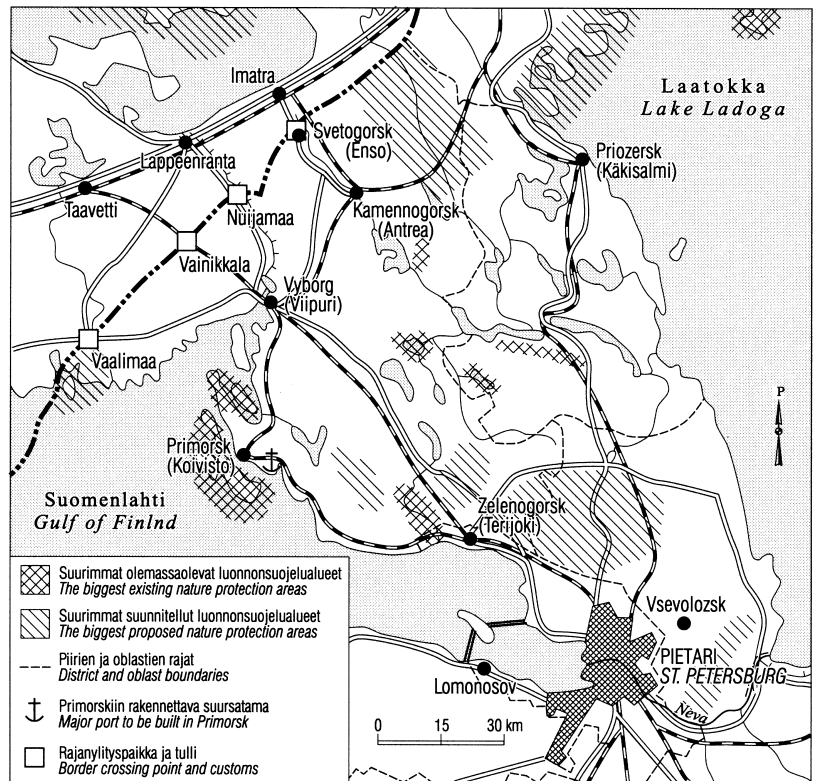 Imatra
Laatokka
Lake Ladoga
Svetogorsk
(Enso)
Lappeenranta
Priozersk
(Käkisalmi)
Taavetti
Nuijamaa
Kamennogorsk
(Antrea)
Vainikkala
Vyborg
(Viipuri)
Vaalimaa
P
Primorsk
(Koivisto)
Suomenlahti
Gulf of Finlnd
Zelenogorsk
(Terijoki)
Vsevolozsk
PIETARI
ST. PETERSBURG
Lomonosov
Neva
0 15 30 km
Suurimmat olemassaolevat luonnonsuojelualueet
The biggest existing nature protection areas
Suurimmat suunnitellut luonnonsuojelualueet
The biggest proposed nature protection areas
Piirien ja oblastien rajat
District and oblast boundaries
Primorskiin rakennettava suursatama
Major port to be built in Primorsk
Rajanylityspaikka ja tulli
Border crossing point and customs